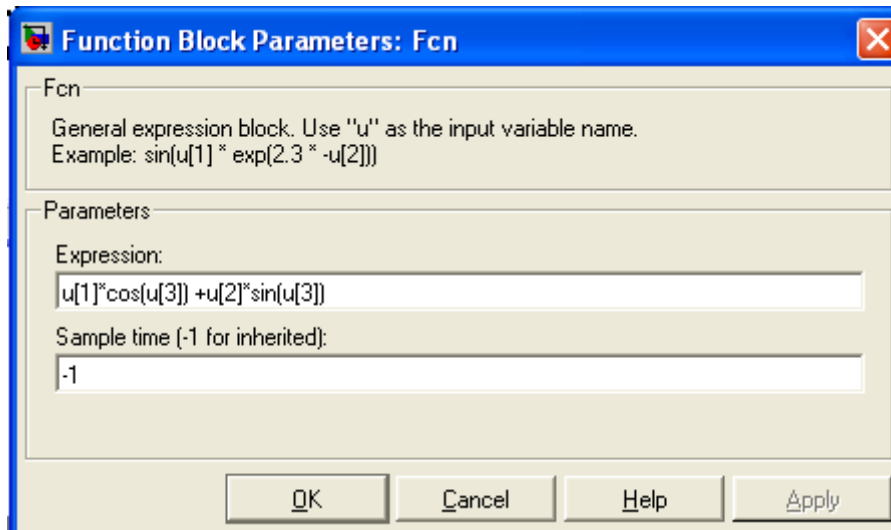 Function Block Parameters: Fcn
Fcn
General expression block. Use "u" as the input variable name.
Example: sin(u[1] * exp(2.3 * -u[2]))
Parameters
Expression:
u[1]*cos(u[3]) +u[2]*sin(u[3])
Sample time (-1 for inherited):
-1
OK Cancel Help Apply